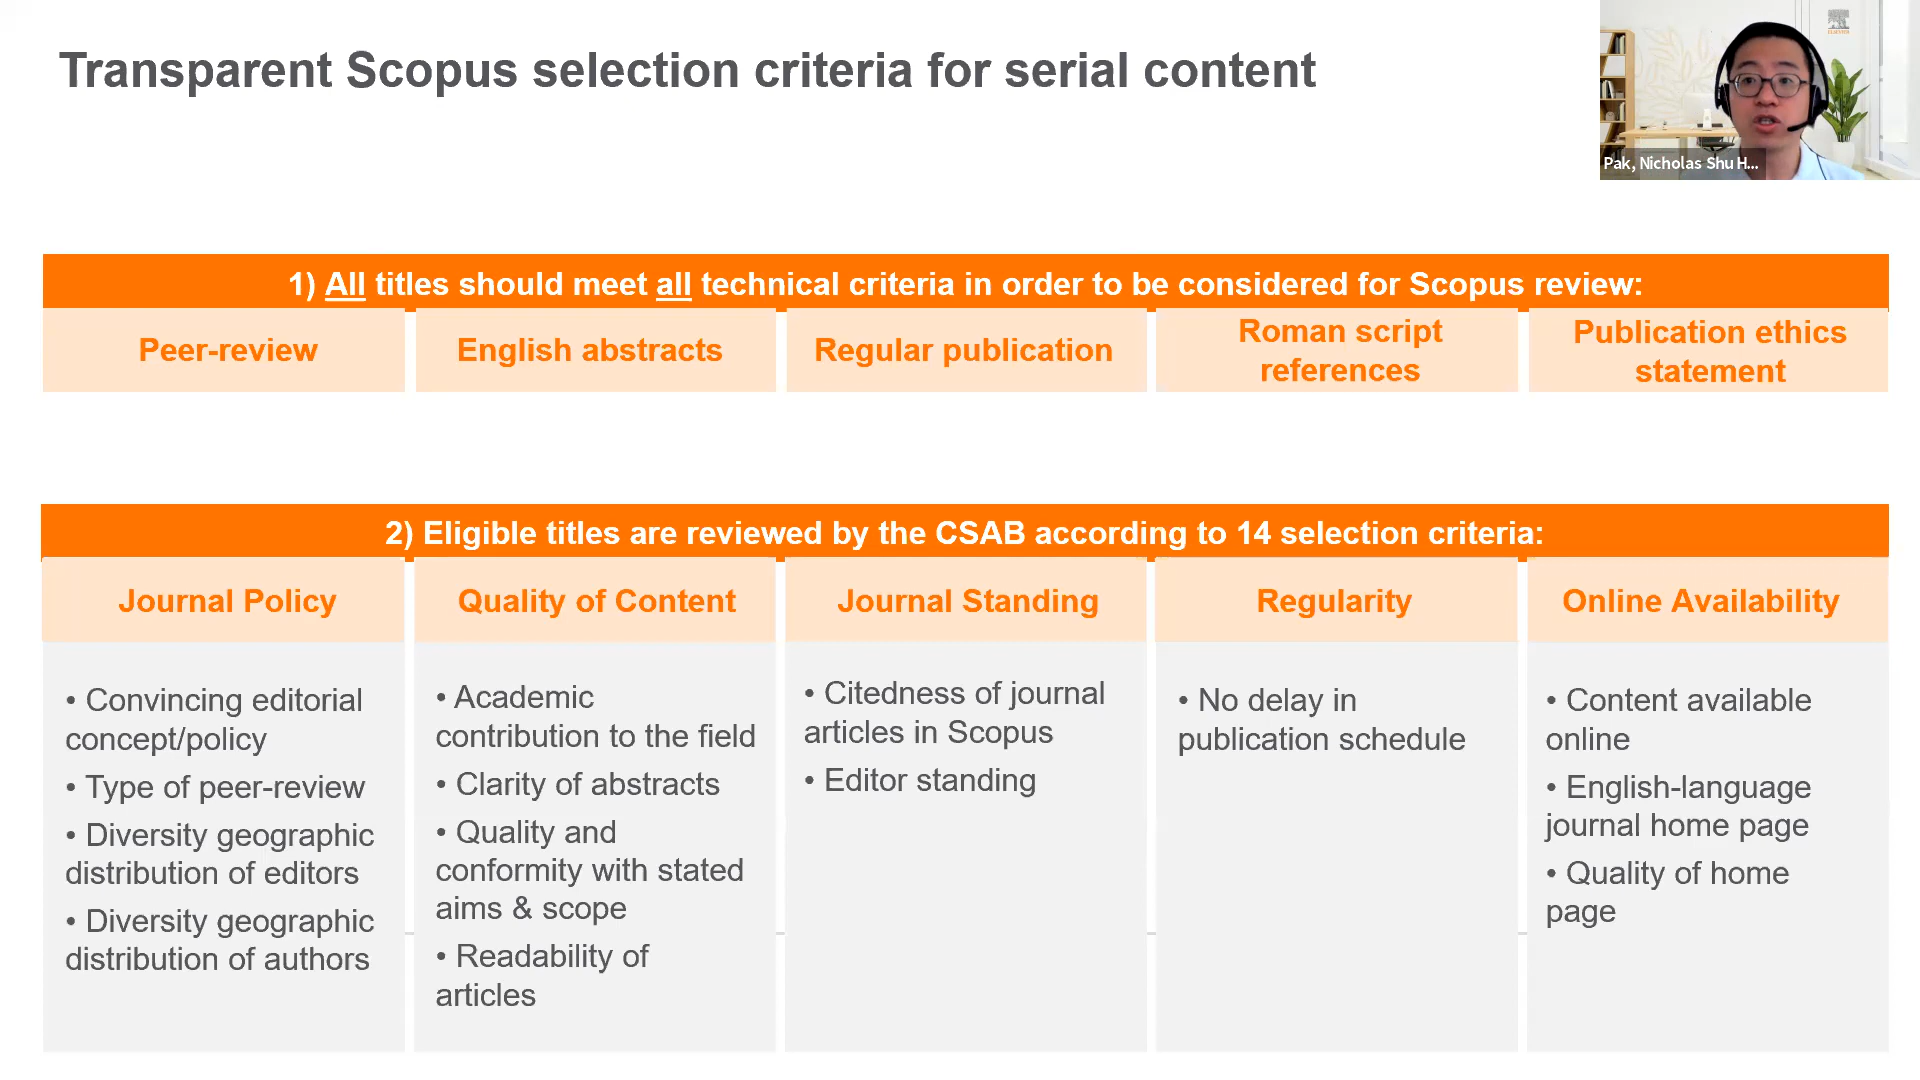 Transparent Scopus selection criteria for serial content
Pak, Nicholas Shu H...
1) All titles should meet all technical criteria in order to be considered for Scopus review:
Peer-review
English abstracts
Regular publication
Roman script
references
Publication ethics
statement
2) Eligible titles are reviewed by the CSAB according to 14 selection criteria:
Journal Policy
• Convincing editorial
concept/policy
• Type of peer-review
• Diversity geographic
distribution of editors
• Diversity geographic
distribution of authors
Quality of Content
• Academic
contribution to the field
• Clarity of abstracts
• Quality and
conformity with stated
aims & scope
• Readability of
articles
Journal Standing
• Citedness of journal
articles in Scopus
• Editor standing
Regularity
• No delay in
publication schedule
Online Availability
• Content available
online
• English-language
journal home page
• Quality of home
page